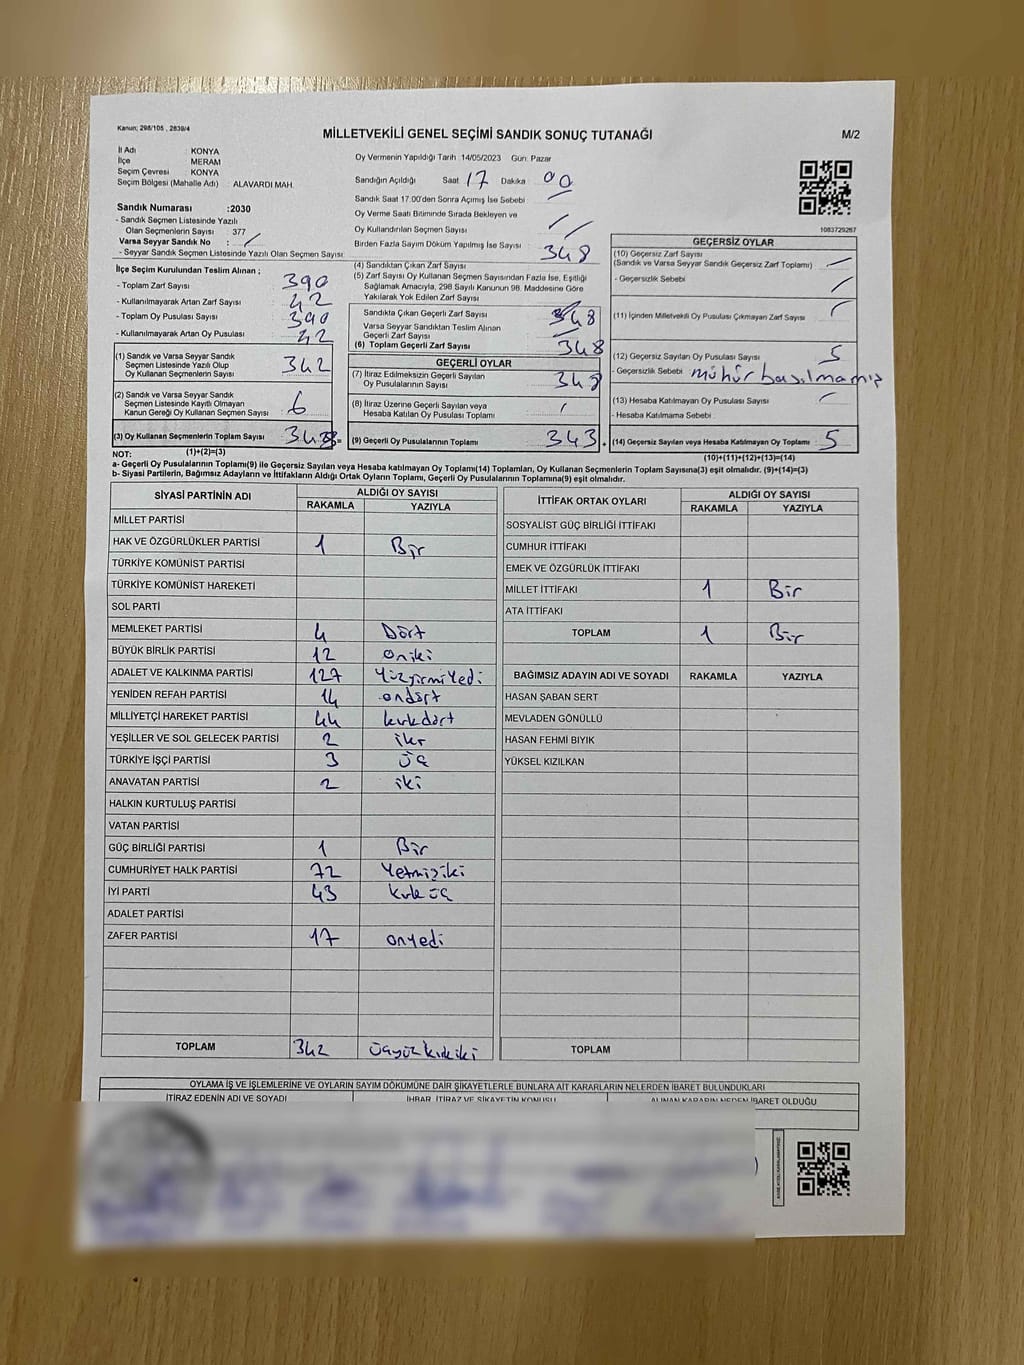 Kanun; 298/105 , 2839/4
MİLLETVEKİLİ GENEL SEÇİMİ SANDIK SONUÇ TUTANAĞI
M/2
İl Adı : KONYA
İlçe : MERAM
Seçim Çevresi : KONYA
Seçim Bölgesi (Mahalle Adı) : ALAVARDI MAH.
Oy Vermenin Yapıldığı Tarih :14/05/2023 Gün: Pazar
Sandığın Açıldığı Saat 17 Dakika : 00
Sandık Saat 17.00'den Sonra Açımış İse Sebebi
Oy Verme Saati Bitiminde Sırada Bekleyen ve
Oy Kullandırılan Seçmen Sayısı
Birden Fazla Sayım Döküm Yapılmış İse Sayısı
348
1083729267
Sandık Numarası :2030
- Sandık Seçmen Listesinde Yazılı
Olan Seçmenlerin Sayısı : 377
Varsa Seyyar Sandık No :
- Seyyar Sandık Seçmen Listesinde Yazılı Olan Seçmen Sayısı:
İlçe Seçim Kurulundan Teslim Alınan ;
- Toplam Zarf Sayısı 390
- Kullanılmayarak Artan Zarf Sayısı 42
- Toplam Oy Pusulası Sayısı 390
- Kullanılmayarak Artan Oy Pusulası 42
(1) Sandık ve Varsa Seyyar Sandık
Seçmen Listesinde Yazılı Olup
Oy Kullanan Seçmenlerin Sayısı 342
(2) Sandık ve Varsa Seyyar Sandık
Seçmen Listesinde Kayıtlı Olmayan
Kanun Gereği Oy Kullanan Seçmen Sayısı 6
(3) Oy Kullanan Seçmenlerin Toplam Sayısı 348 =
(1)+(2)=(3)
(4) Sandıktan Çıkan Zarf Sayısı
(5) Zarf Sayısı Oy Kullanan Seçmen Sayısından Fazla İse, Eşitliği
Sağlamak Amacıyla, 298 Sayılı Kanunun 98. Maddesine Göre
Yakılarak Yok Edilen Zarf Sayısı
Sandıkta Çıkan Geçerli Zarf Sayısı 348
Varsa Seyyar Sandıktan Teslim Alınan
Geçerli Zarf Sayısı
(6) Toplam Geçerli Zarf Sayısı 348
GEÇERLİ OYLAR
(7) İtiraz Edilmeksizin Geçerli Sayılan
Oy Pusulalarının Sayısı
(8) İtiraz Üzerine Geçerli Sayılan veya
Hesaba Katılan Oy Pusulası Toplamı
(9) Geçerli Oy Pusulalarının Toplamı 343 +
GEÇERSİZ OYLAR
(10) Geçersiz Zarf Sayısı
(Sandık ve Varsa Seyyar Sandık Geçersiz Zarf Toplamı)
- Geçersizlik Sebebi
(11) İçinden Milletvekili Oy Pusulası Çıkmayan Zarf Sayısı
(12) Geçersiz Sayılan Oy Pusulası Sayısı 5
- Geçersizlik Sebebi mühür basılmamış
(13) Hesaba Katılmayan Oy Pusulası Sayısı
- Hesaba Katılmama Sebebi
(14) Geçersiz Sayılan veya Hesaba Katılmayan Oy Toplamı 5
(10)+(11)+(12)+(13)=(14)
NOT:
a- Geçerli Oy Pusulaları Toplamı(9) ile Geçersiz Sayılan veya Hesaba katılmayan Oy Toplamı(14) Toplamları, Oy Kullanan Seçmenlerin Toplam Sayısına(3) eşit olmalıdır. (9)+(14)=(3)
b- Siyasi Partilerin, Bağımsız Adayların ve İttifakların Aldığı Ortak Oyların Toplamı, Geçerli Oy Pusulalarının Toplamına(9) eşit olmalıdır.
SİYASİ PARTİNİN ADI ALDIĞI OY SAYISI
RAKAMLA YAZIYLA
MİLLET PARTİSİ
HAK VE ÖZGÜRLÜKLER PARTİSİ 1 Bir
TÜRKİYE KOMÜNİST PARTİSİ
TÜRKİYE KOMÜNİST HAREKETİ
SOL PARTİ
MEMLEKET PARTİSİ 4 Dört
BÜYÜK BİRLİK PARTİSİ 12 oniki
ADALET VE KALKINMA PARTİSİ 127 Yüzyirmiyedi
YENİDEN REFAH PARTİSİ 14 ondört
MİLLİYETÇİ HAREKET PARTİSİ 44 kırkdört
YEŞİLLER VE SOL GELECEK PARTİSİ 2 iki
TÜRKİYE İŞÇİ PARTİSİ 3 üç
ANAVATAN PARTİSİ 2 iki
HALKIN KURTULUŞ PARTİSİ
VATAN PARTİSİ
GÜÇ BİRLİĞİ PARTİSİ 1 Bir
CUMHURİYET HALK PARTİSİ 72 Yetmişiki
İYİ PARTİ 43 kırk üç
ADALET PARTİSİ
ZAFER PARTİSİ 17 onyedi
TOPLAM 342 üçyüzkırkiki
İTTİFAK ORTAK OYLARI ALDIĞI OY SAYISI
RAKAMLA YAZIYLA
SOSYALİST GÜÇ BİRLİĞİ İTTİFAKI
CUMHUR İTTİFAKI
EMEK VE ÖZGÜRLÜK İTTİFAKI
MİLLET İTTİFAKI 1 Bir
ATA İTTİFAKI
TOPLAM 1 Bir
BAĞIMSIZ ADAYIN ADI VE SOYADI RAKAMLA YAZIYLA
HASAN ŞABAN SERT
MEVLADEN GÖNÜLLÜ
HASAN FEHMİ BIYIK
YÜKSEL KIZILKAN
TOPLAM
OYLAMA İŞ VE İŞLEMLERİNE VE OYLARIN SAYIM DÖKÜMÜNE DAİR ŞİKAYETLERLE BUNLARA AİT KARARLARIN NELERDEN İBARET BULUNDUKLARI
İTİRAZ EDENİN ADI VE SOYADI İHBAR, İTİRAZ VE ŞİKAYETİN KONUSU ALINAN KARARIN NEDEN İBARET OLDUĞU